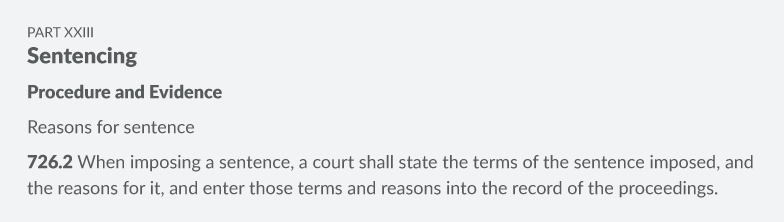 PART XXIII
Sentencing
Procedure and Evidence
Reasons for sentence
726.2 When imposing a sentence, a court shall state the terms of the sentence imposed, and
the reasons for it, and enter those terms and reasons into the record of the proceedings.